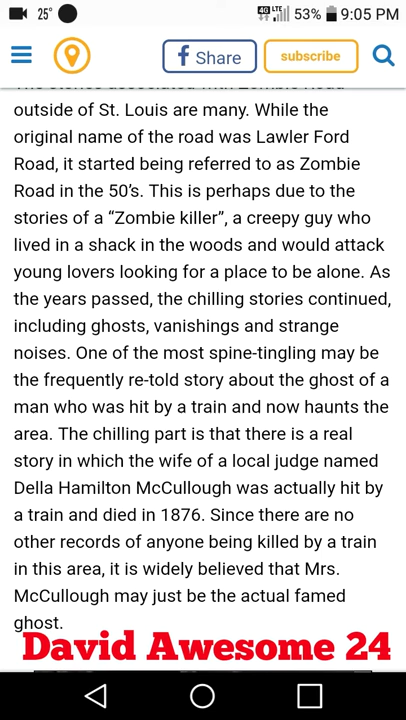 25°
4G LTE 53% 9:05 PM
f Share
subscribe
The stories associated with Zombie Road
outside of St. Louis are many. While the
original name of the road was Lawler Ford
Road, it started being referred to as Zombie
Road in the 50’s. This is perhaps due to the
stories of a “Zombie killer”, a creepy guy who
lived in a shack in the woods and would attack
young lovers looking for a place to be alone. As
the years passed, the chilling stories continued,
including ghosts, vanishings and strange
noises. One of the most spine-tingling may be
the frequently re-told story about the ghost of a
man who was hit by a train and now haunts the
area. The chilling part is that there is a real
story in which the wife of a local judge named
Della Hamilton McCullough was actually hit by
a train and died in 1876. Since there are no
other records of anyone being killed by a train
in this area, it is widely believed that Mrs.
McCullough may just be the actual famed
ghost.
David Awesome 24